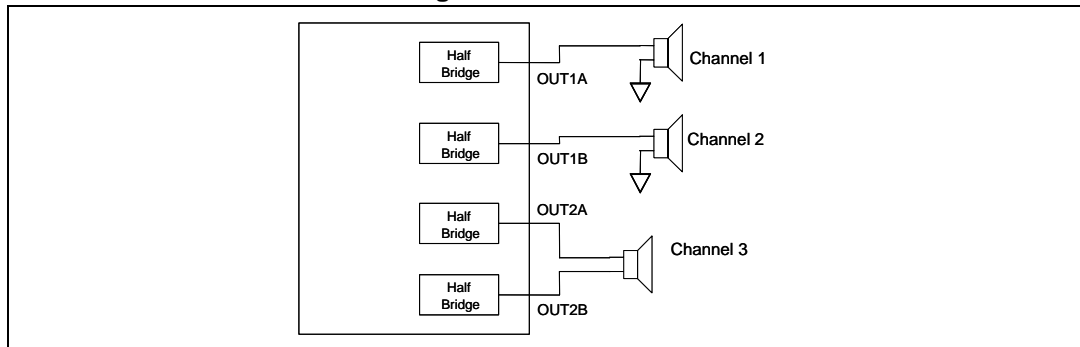 Half
Bridge
OUT1A
Channel 1
Half
Bridge
OUT1B
Channel 2
Half
Bridge
OUT2A
Channel 3
Half
Bridge
OUT2B